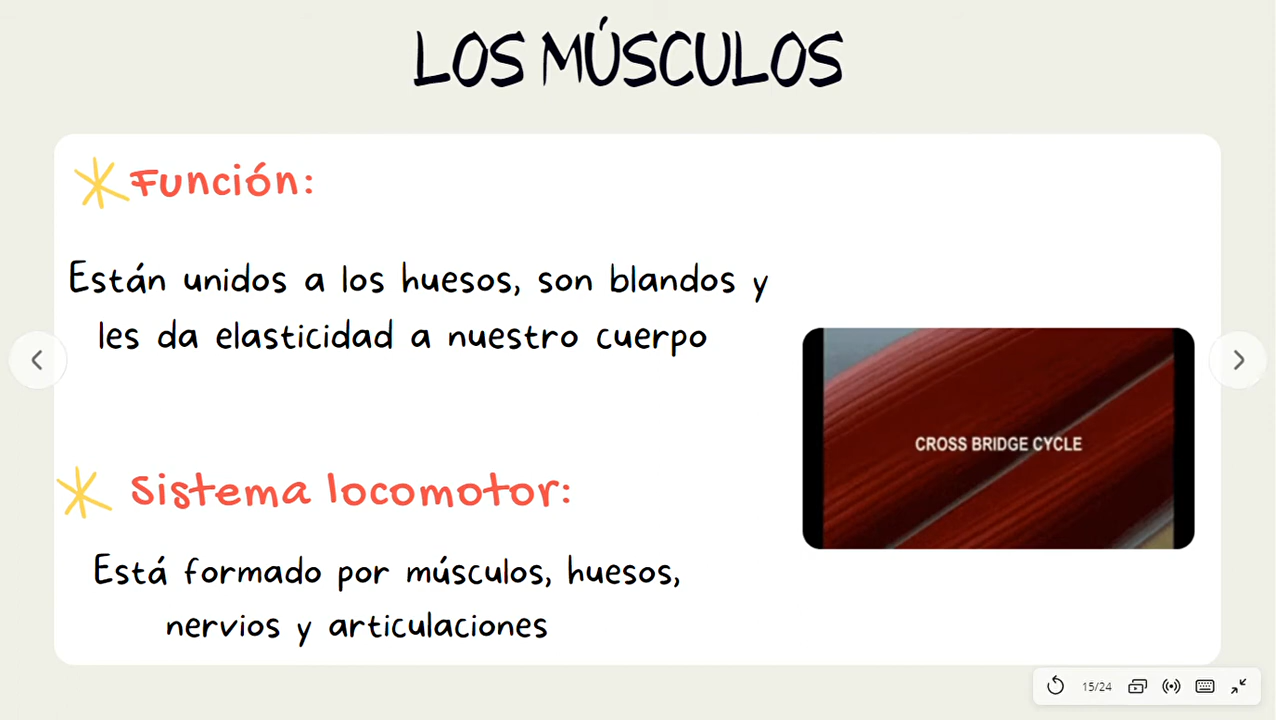 LOS MÚSCULOS
Función:
Están unidos a los huesos, son blandos y
les da elasticidad a nuestro cuerpo
CROSS BRIDGE CYCLE
Sistema locomotor:
Está formado por músculos, huesos,
nervios y articulaciones
15/24